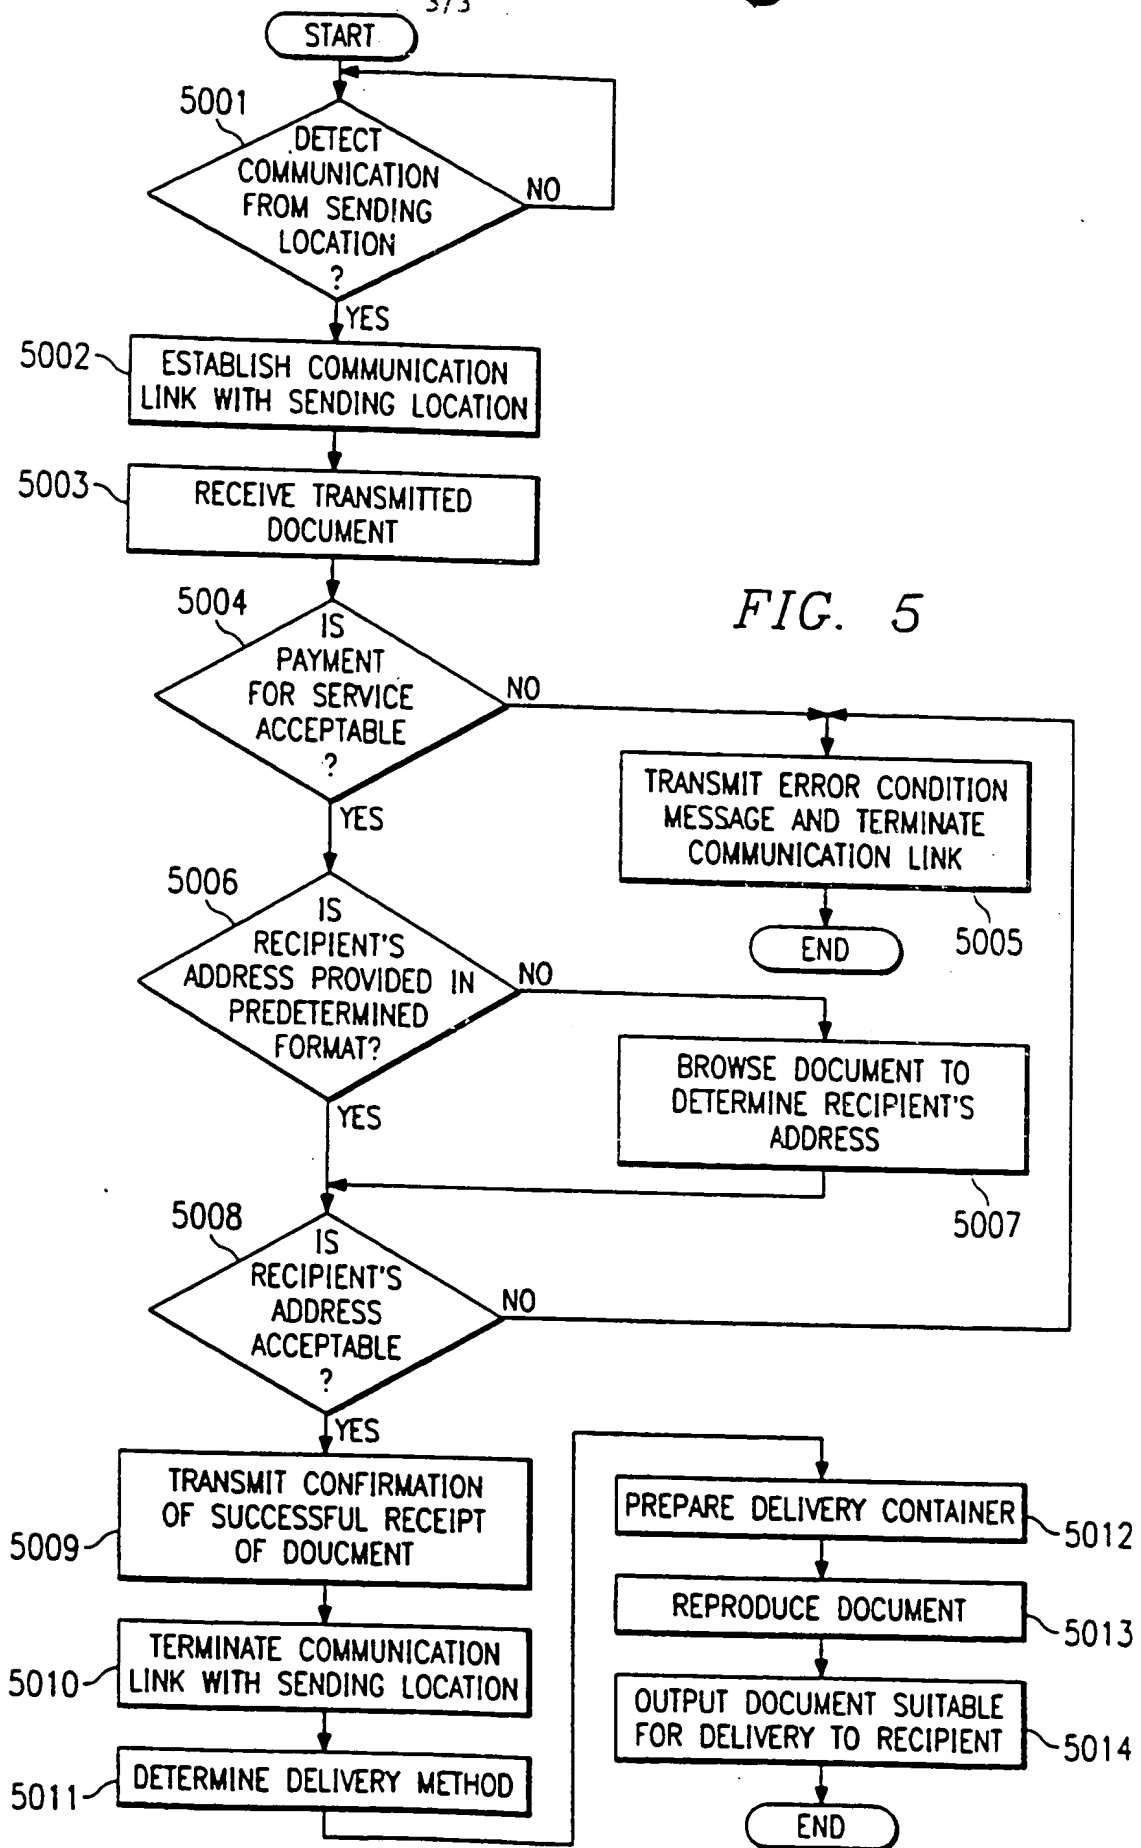 3/3
START
5001
DETECT
COMMUNICATION
FROM SENDING
LOCATION
?
NO
YES
5002
ESTABLISH COMMUNICATION
LINK WITH SENDING LOCATION
5003
RECEIVE TRANSMITTED
DOCUMENT
FIG. 5
5004
IS
PAYMENT
FOR SERVICE
ACCEPTABLE
?
NO
YES
TRANSMIT ERROR CONDITION
MESSAGE AND TERMINATE
COMMUNICATION LINK
5005
END
5006
IS
RECIPIENT'S
ADDRESS PROVIDED IN
PREDETERMINED
FORMAT?
NO
YES
BROWSE DOCUMENT TO
DETERMINE RECIPIENT'S
ADDRESS
5007
5008
IS
RECIPIENT'S
ADDRESS
ACCEPTABLE
?
NO
YES
TRANSMIT CONFIRMATION
OF SUCCESSFUL RECEIPT
OF DOUCMENT
5009
TERMINATE COMMUNICATION
LINK WITH SENDING LOCATION
5010
DETERMINE DELIVERY METHOD
5011
PREPARE DELIVERY CONTAINER
5012
REPRODUCE DOCUMENT
5013
OUTPUT DOCUMENT SUITABLE
FOR DELIVERY TO RECIPIENT
5014
END